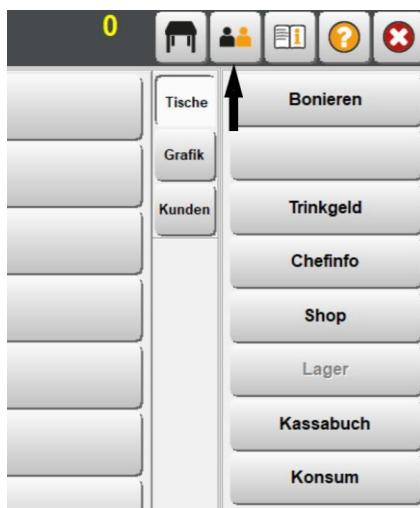 0
Tische
Grafik
Kunden
Bonieren
Trinkgeld
Chefinfo
Shop
Lager
Kassabuch
Konsum